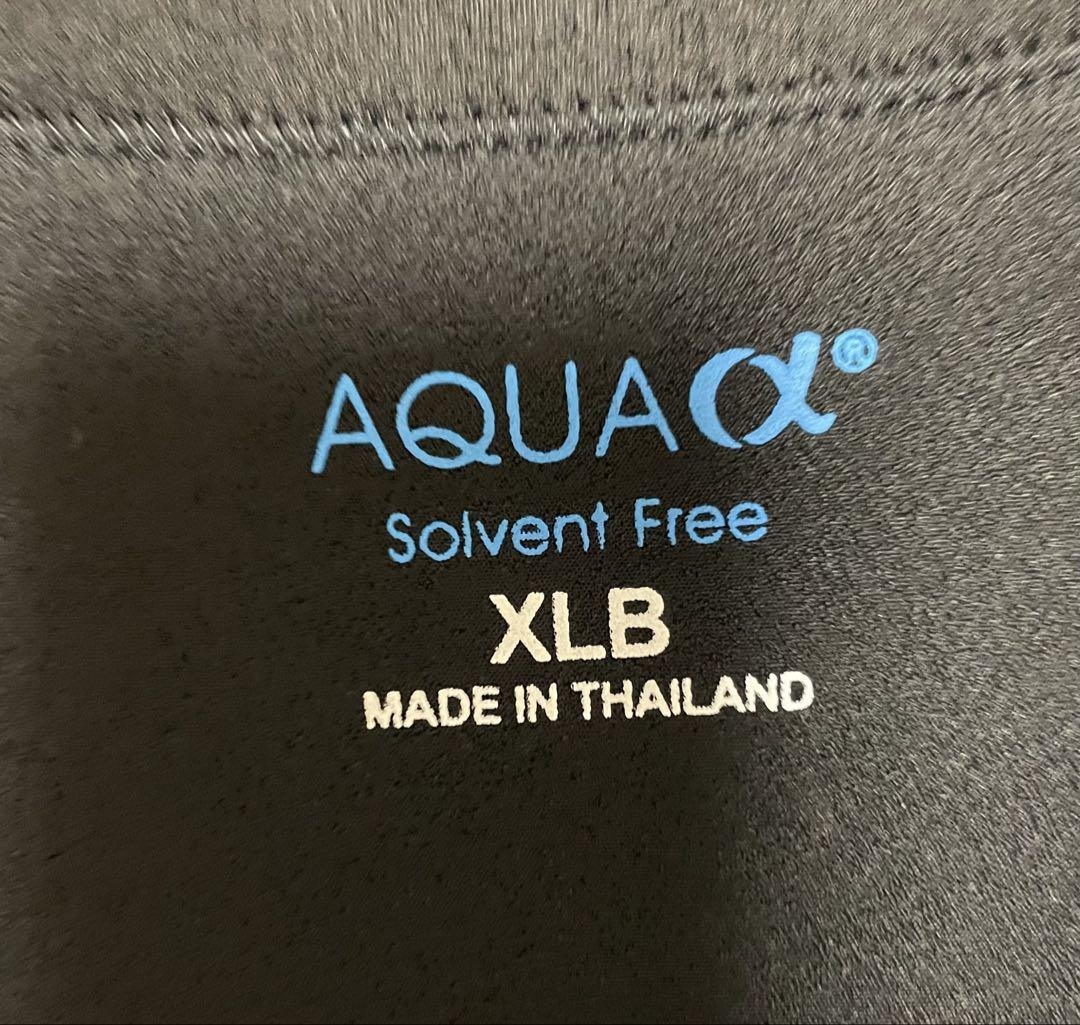 AQUAα®
Solvent Free
XLB
MADE IN THAILAND